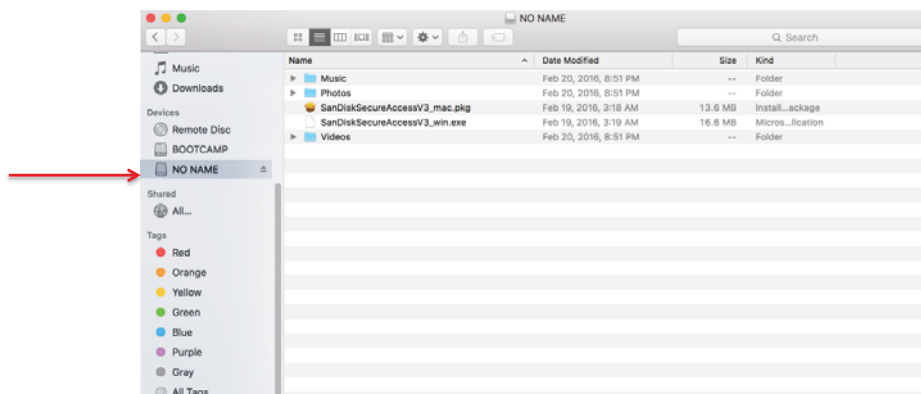 NO NAME
Search
Music
Downloads
Devices
Remote Disc
BOOTCAMP
NO NAME
Shared
All...
Tags
Red
Orange
Yellow
Green
Blue
Purple
Gray
All Tags
Name Date Modified Size Kind
Music Feb 20, 2016, 8:51 PM -- Folder
Photos Feb 20, 2016, 8:51 PM -- Folder
SanDiskSecureAccessV3_mac.pkg Feb 19, 2016, 3:18 AM 13.6 MB Install...ackage
SanDiskSecureAccessV3_win.exe Feb 19, 2016, 3:19 AM 16.6 MB Micros...lication
Videos Feb 20, 2016, 8:51 PM -- Folder